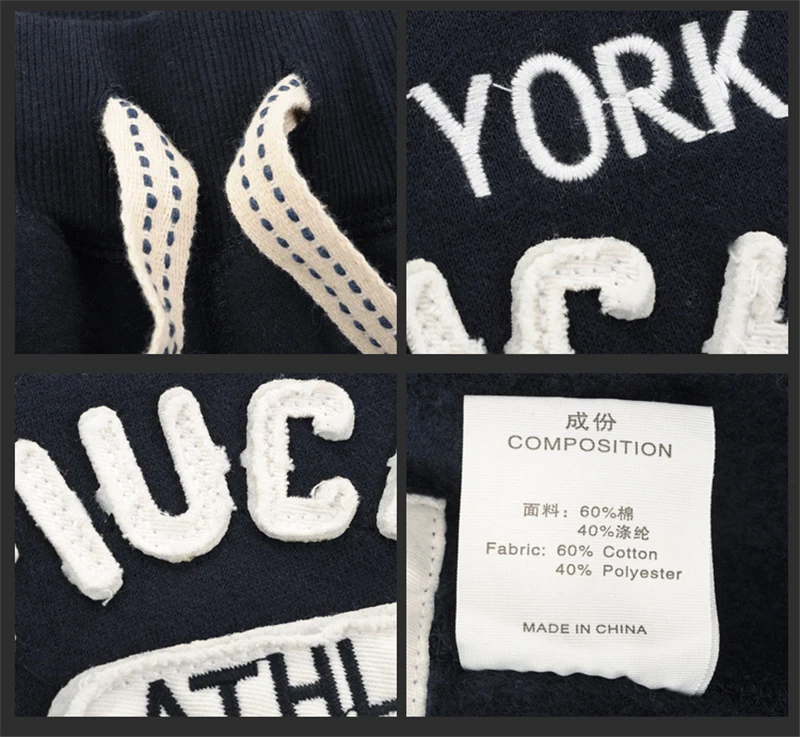 YORK
UC
ATHL
成份
COMPOSITION
面料：60%棉
40%涤纶
Fabric: 60% Cotton
40% Polyester
MADE IN CHINA